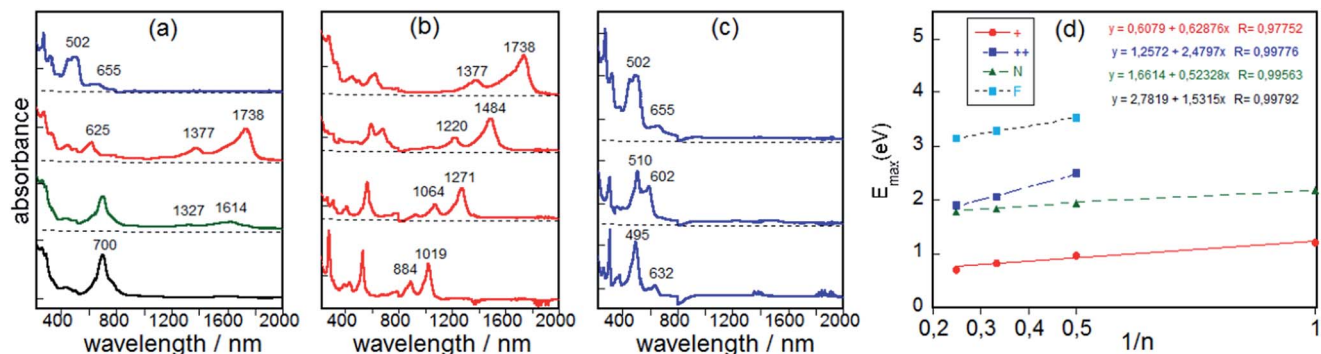 (a)
502
655
1738
625
1377
1327 1614
700
absorbance
400 800 1200 1600 2000
wavelength / nm
(b)
1738
1377
1484
1220
1271
1064
1019
884
400 800 1200 1600 2000
wavelength / nm
(c)
502
655
510
602
495
632
400 800 1200 1600 2000
wavelength / nm
(d)
+
++
N
F
y = 0,6079 + 0,62876x R= 0,97752
y = 1,2572 + 2,4797x R= 0,99776
y = 1,6614 + 0,52328x R= 0,99563
y = 2,7819 + 1,5315x R= 0,99792
5
4
3
2
1
0
Emax(eV)
0,2 0,3 0,4 0,5 1
1/n